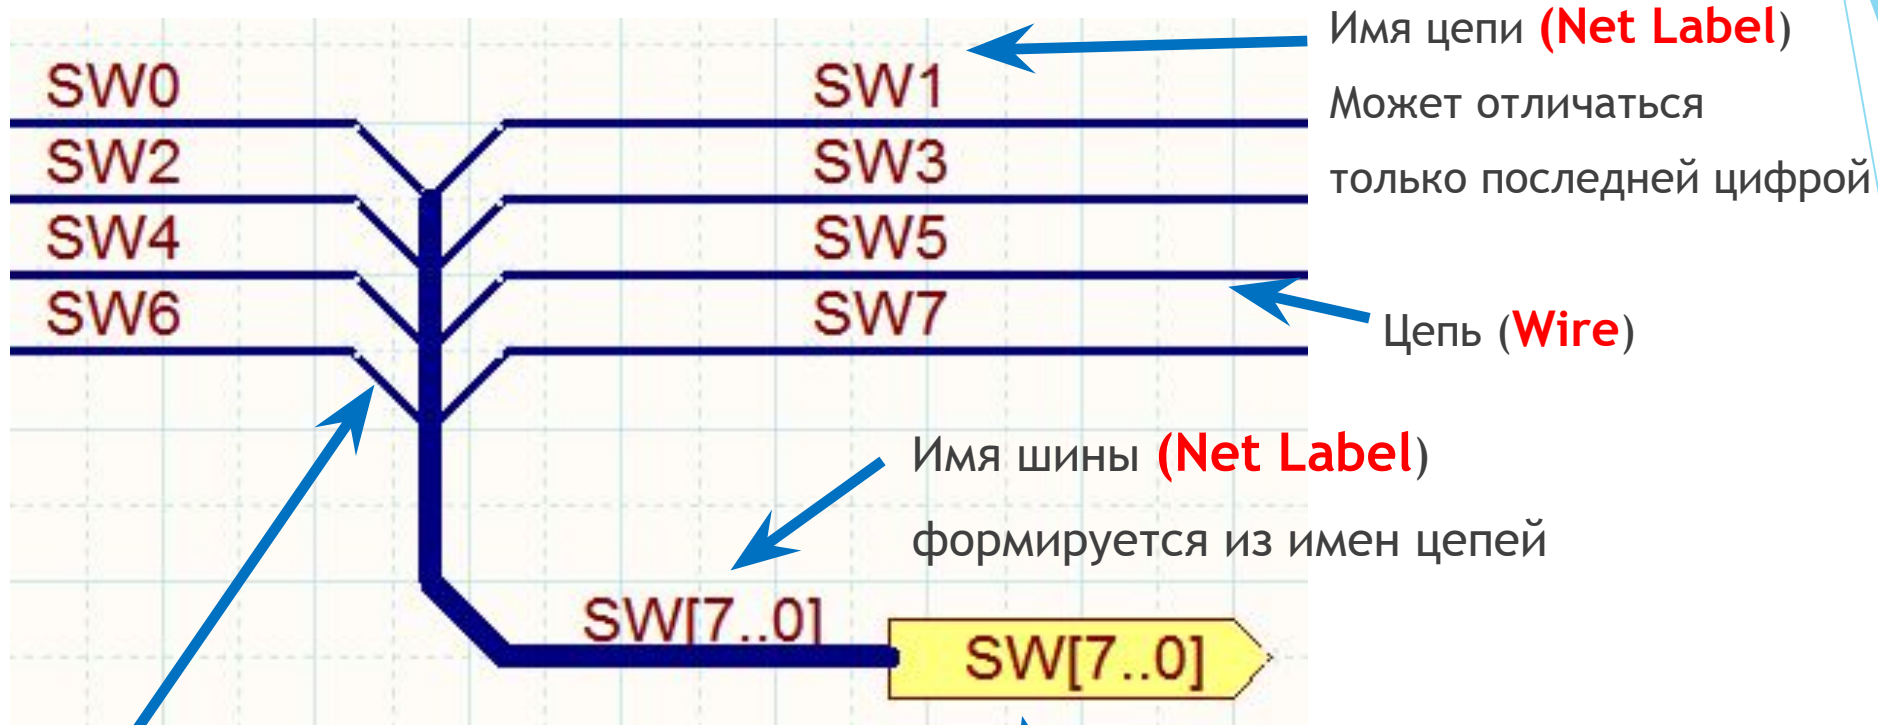 Имя цепи (Net Label)
SW0 SW1
Может отличаться
SW2 SW3
только последней цифрой
SW4 SW5
SW6 SW7
Цепь (Wire)
Имя шины (Net Label)
формируется из имен цепей
SW[7..0]
SW[7..0]